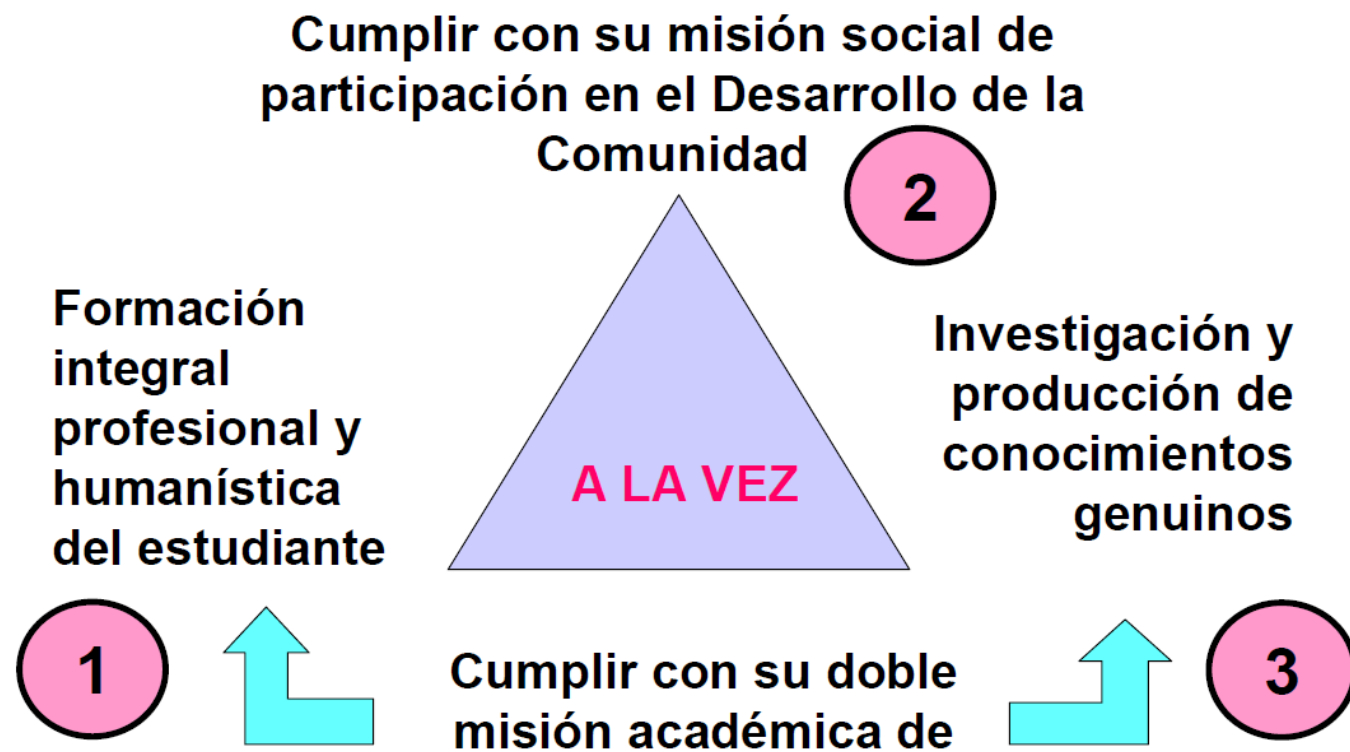 Cumplir con su misión social de
participación en el Desarrollo de la
Comunidad
2
Formación
integral
profesional y
humanística
del estudiante
A LA VEZ
Investigación y
producción de
conocimientos
genuinos
1
Cumplir con su doble
misión académica de
3